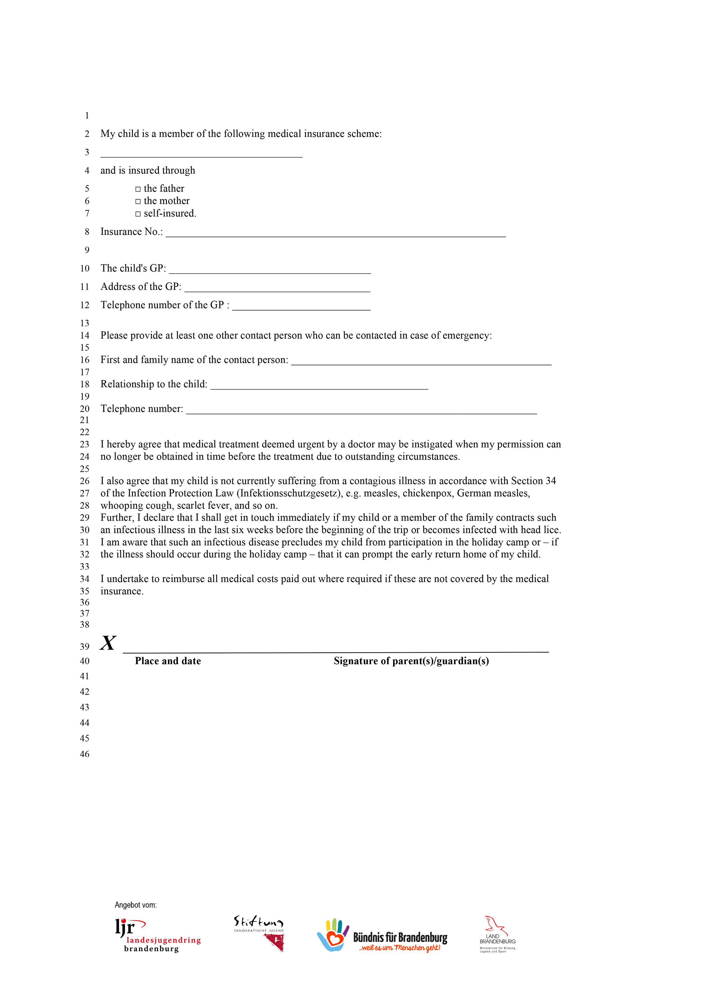 1
2 My child is a member of the following medical insurance scheme:
3 ______________________________________
4 and is insured through
5 □ the father
6 □ the mother
7 □ self-insured.
8 Insurance No.: ________________________________________________________________
9
10 The child's GP: ______________________________________
11 Address of the GP: ___________________________________
12 Telephone number of the GP : __________________________
13
14 Please provide at least one other contact person who can be contacted in case of emergency:
15
16 First and family name of the contact person: _________________________________________________
17
18 Relationship to the child: _________________________________________
19
20 Telephone number: __________________________________________________________________
21
22
23 I hereby agree that medical treatment deemed urgent by a doctor may be instigated when my permission can
24 no longer be obtained in time before the treatment due to outstanding circumstances.
25
26 I also agree that my child is not currently suffering from a contagious illness in accordance with Section 34
27 of the Infection Protection Law (Infektionsschutzgesetz), e.g. measles, chickenpox, German measles,
28 whooping cough, scarlet fever, and so on.
29 Further, I declare that I shall get in touch immediately if my child or a member of the family contracts such
30 an infectious illness in the last six weeks before the beginning of the trip or becomes infected with head lice.
31 I am aware that such an infectious disease precludes my child from participation in the holiday camp or – if
32 the illness should occur during the holiday camp – that it can prompt the early return home of my child.
33
34 I undertake to reimburse all medical costs paid out where required if these are not covered by the medical
35 insurance.
36
37
38
39 X ________________________________________________________________
40 Place and date Signature of parent(s)/guardian(s)
41
42
43
44
45
46
Angebot vom:
ljr
landesjugendring
brandenburg
Stiftung
DEMOKRATISCHE JUGEND
Bündnis für Brandenburg
...weil es um Menschen geht!
LAND
BRANDENBURG
Ministerium für Bildung,
Jugend und Sport